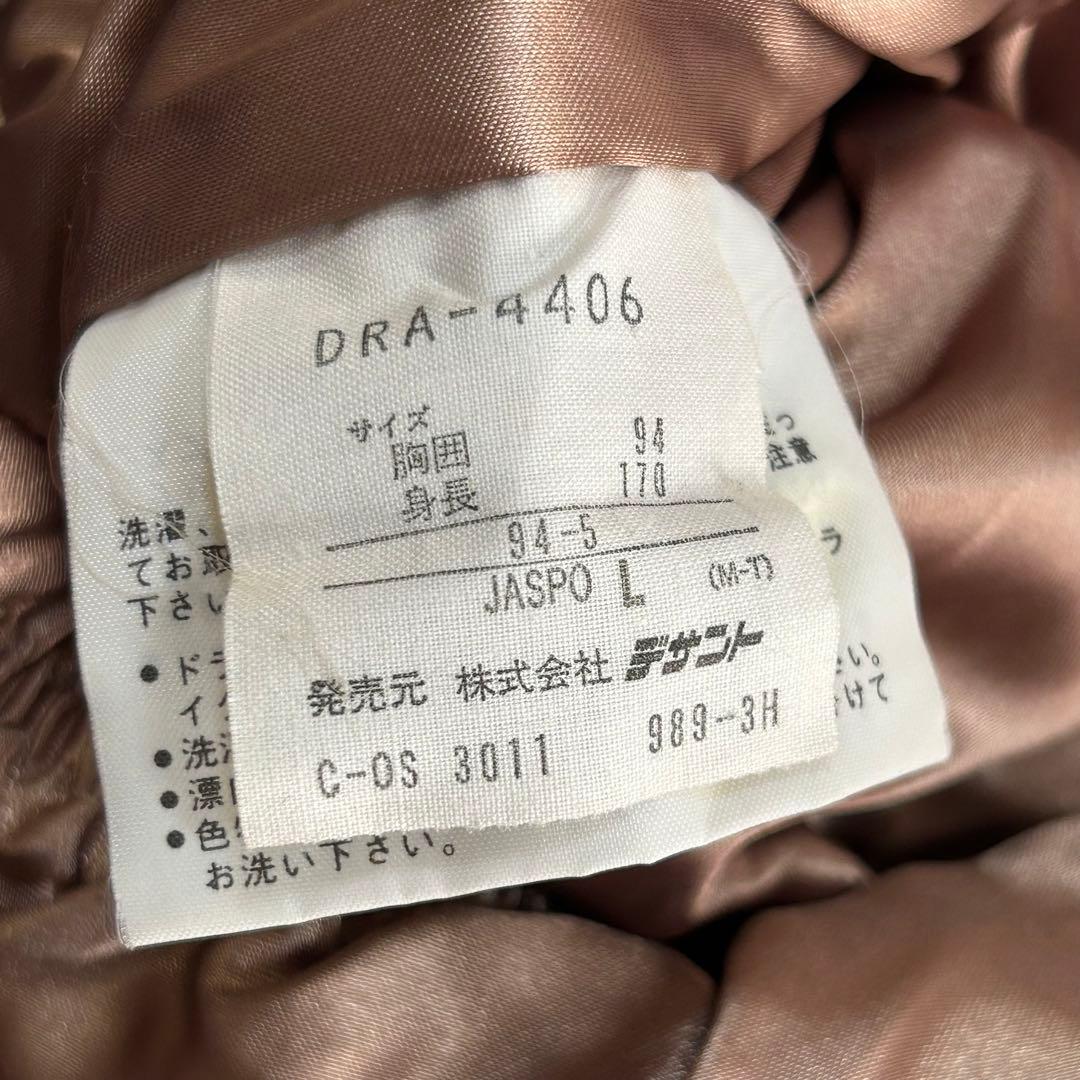 DRA-4406
サイズ
胸囲 94
身長 170
94-5
JASPO L (M-T)
発売元 株式会社 デサント
C-OS 3011 989-3H
洗濯、
てお
下さい
注意
ラ
●ド
イ
●洗
●漂
●色
い。
けて
お洗い下さい。